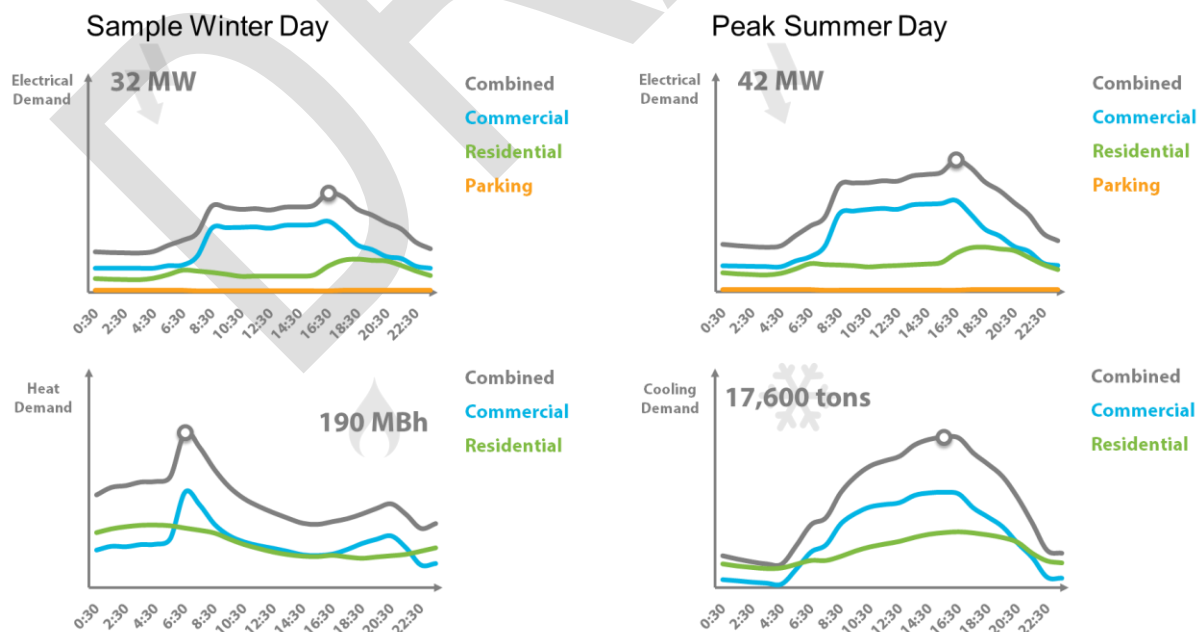 Sample Winter Day
Peak Summer Day
Electrical
Demand
32 MW
Combined
Commercial
Residential
Parking
0:30 2:30 4:30 6:30 8:30 10:30 12:30 14:30 16:30 18:30 20:30 22:30
Electrical
Demand
42 MW
Combined
Commercial
Residential
Parking
0:30 2:30 4:30 6:30 8:30 10:30 12:30 14:30 16:30 18:30 20:30 22:30
Heat
Demand
190 MBh
Combined
Commercial
Residential
0:30 2:30 4:30 6:30 8:30 10:30 12:30 14:30 16:30 18:30 20:30 22:30
Cooling
Demand
17,600 tons
Combined
Commercial
Residential
0:30 2:30 4:30 6:30 8:30 10:30 12:30 14:30 16:30 18:30 20:30 22:30